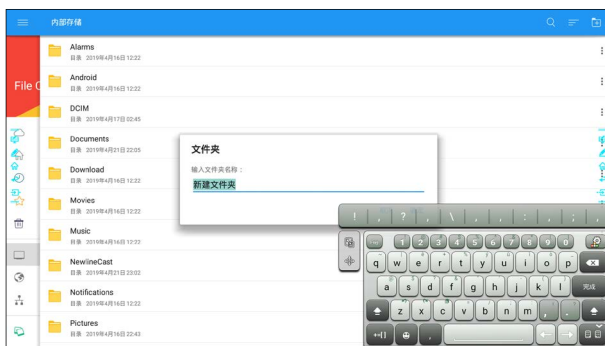 内部存储
File
Alarms
目录 2019年4月16日 12:22
Android
目录 2019年4月16日 12:22
DCIM
目录 2019年4月17日 02:45
Documents
目录 2019年4月21日 22:05
Download
目录 2019年4月16日 12:22
Movies
目录 2019年4月16日 12:22
Music
目录 2019年4月16日 12:22
NewlineCast
目录 2019年4月21日 23:02
Notifications
目录 2019年4月16日 12:22
Pictures
目录 2019年4月16日 22:43
文件夹
输入文件夹名称：
新建文件夹
! , ? , \ , , : , ; ,
1 2 3 4 5 6 7 8 9 0
q w e r t y u i o p
a s d f g h j k l 完成
z x c v b n m , .
,